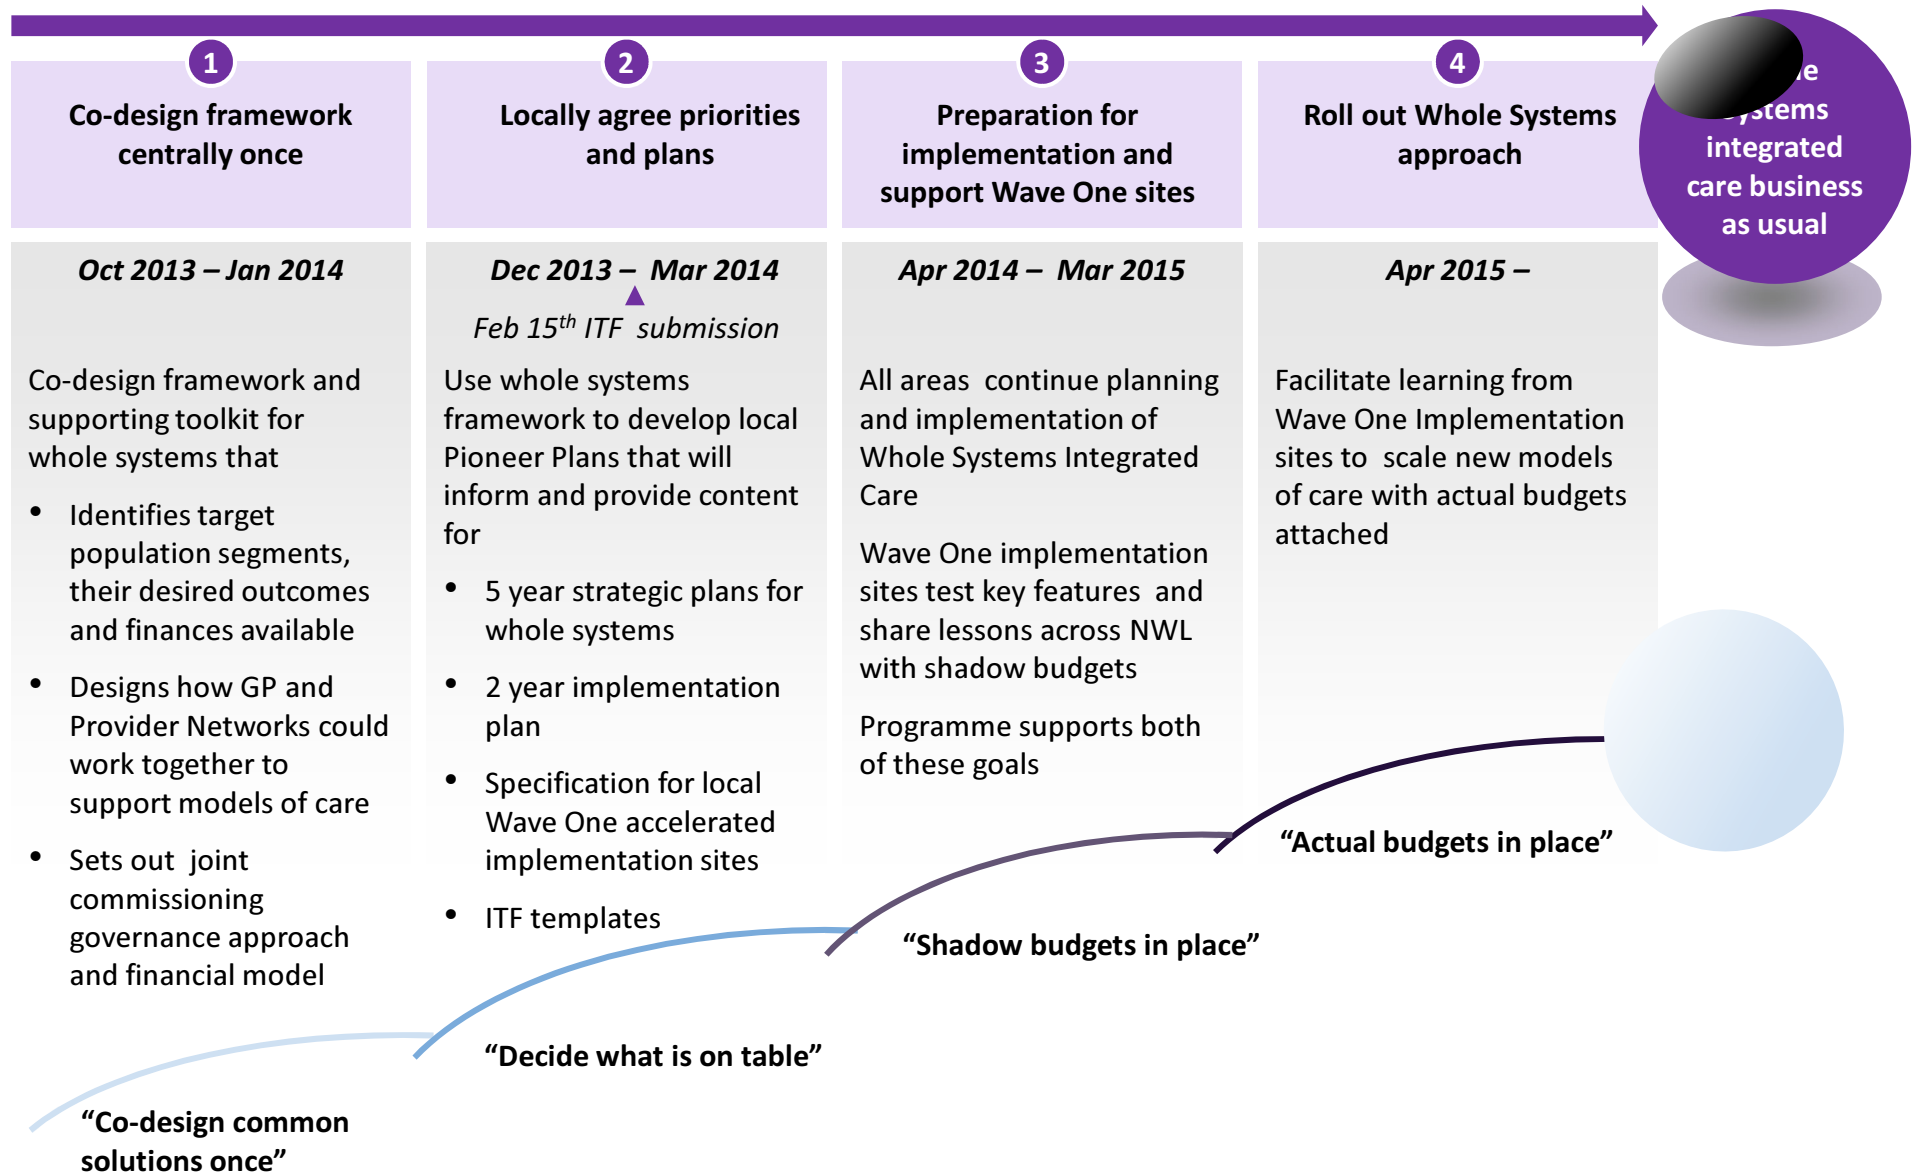 1
Co-design framework
centrally once
Oct 2013 – Jan 2014
Co-design framework and
supporting toolkit for
whole systems that
• Identifies target
population segments,
their desired outcomes
and finances available
• Designs how GP and
Provider Networks could
work together to
support models of care
• Sets out joint
commissioning
governance approach
and financial model
2
Locally agree priorities
and plans
Dec 2013 – Mar 2014
Feb 15th ITF submission
Use whole systems
framework to develop local
Pioneer Plans that will
inform and provide content
for
• 5 year strategic plans for
whole systems
• 2 year implementation
plan
• Specification for local
Wave One accelerated
implementation sites
• ITF templates
3
Preparation for
implementation and
support Wave One sites
Apr 2014 – Mar 2015
All areas continue planning
and implementation of
Whole Systems Integrated
Care
Wave One implementation
sites test key features and
share lessons across NWL
with shadow budgets
Programme supports both
of these goals
4
Roll out Whole Systems
approach
Apr 2015 –
Facilitate learning from
Wave One Implementation
sites to scale new models
of care with actual budgets
attached
systems
integrated
care business
as usual
“Co-design common
solutions once”
“Decide what is on table”
“Shadow budgets in place”
“Actual budgets in place”